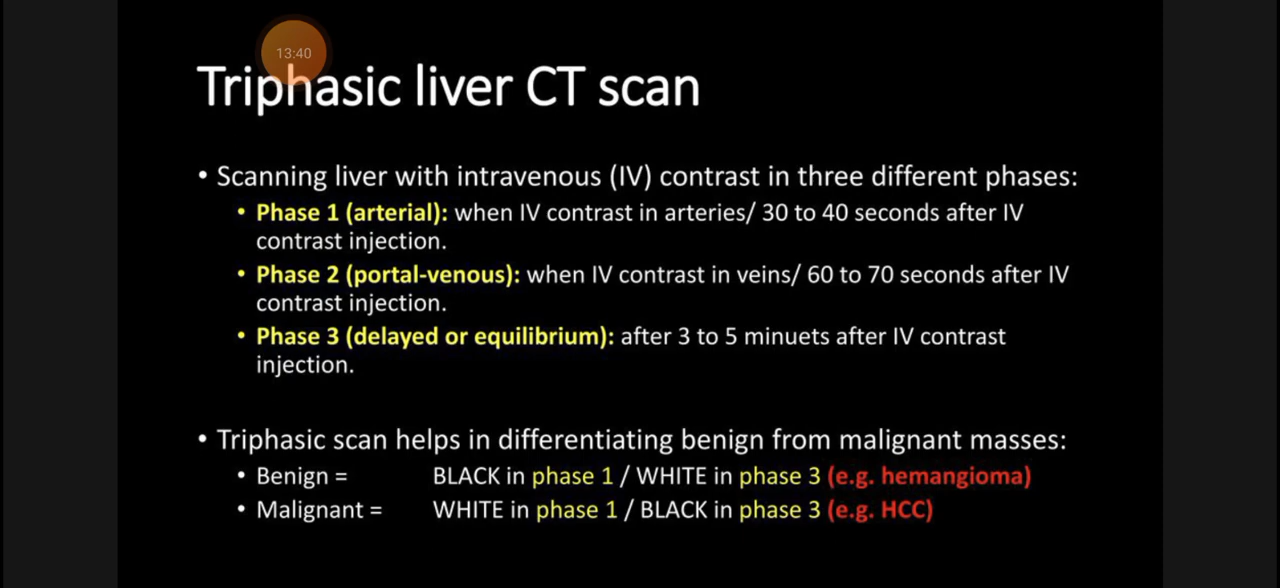 13:40
Triphasic liver CT scan
• Scanning liver with intravenous (IV) contrast in three different phases:
• Phase 1 (arterial): when IV contrast in arteries/ 30 to 40 seconds after IV
contrast injection.
• Phase 2 (portal-venous): when IV contrast in veins/ 60 to 70 seconds after IV
contrast injection.
• Phase 3 (delayed or equilibrium): after 3 to 5 minuets after IV contrast
injection.
• Triphasic scan helps in differentiating benign from malignant masses:
• Benign = BLACK in phase 1 / WHITE in phase 3 (e.g. hemangioma)
• Malignant = WHITE in phase 1 / BLACK in phase 3 (e.g. HCC)